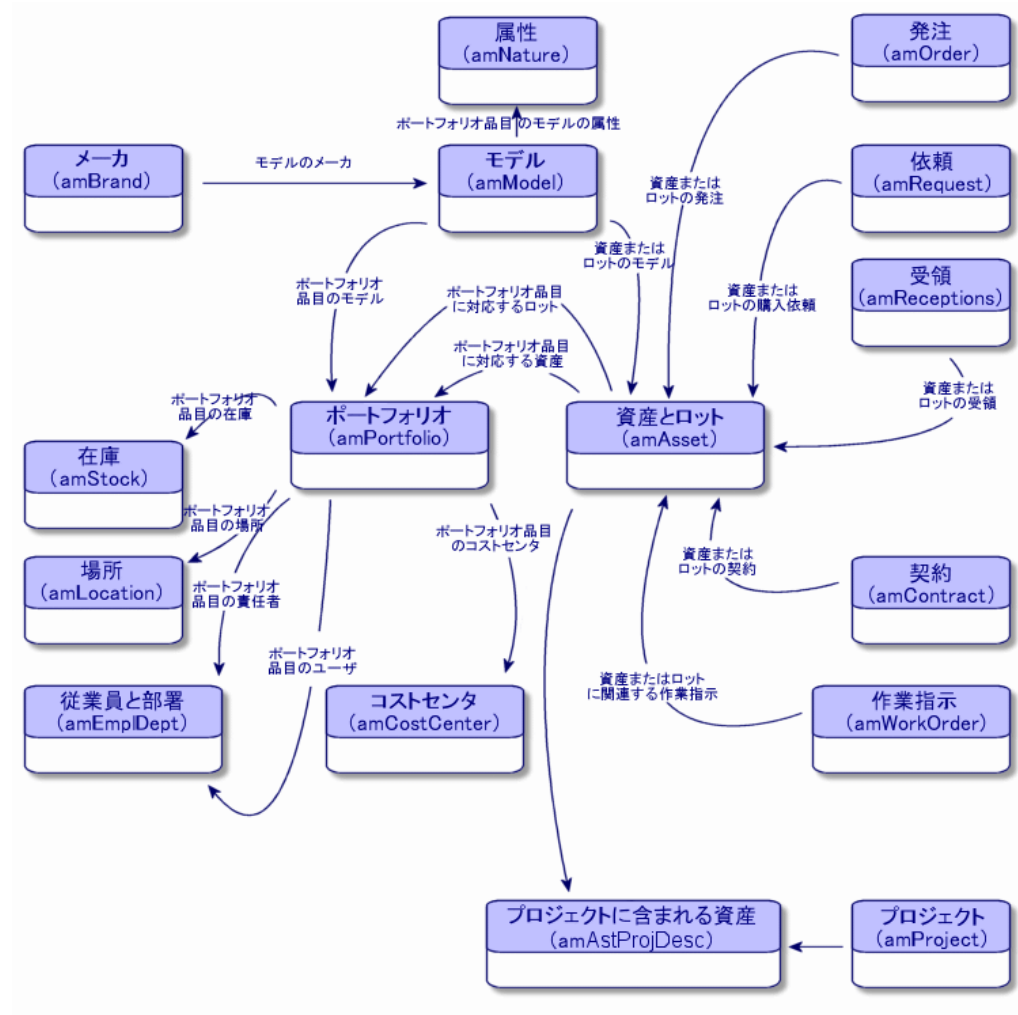 属性
(amNature)
発注
(amOrder)
ポートフォリオ品目のモデルの属性
メーカ
(amBrand)
モデルのメーカ
モデル
(amModel)
依頼
(amRequest)
資産または
ロットの発注
資産または
ロットのモデル
受領
(amReceptions)
ポートフォリオ
品目のモデル
ポートフォリオ品目
に対応するロット
資産または
ロットの購入依頼
ポートフォリオ品目
に対応する資産
資産または
ロットの受領
ポートフォリオ
品目の在庫
ポートフォリオ
(amPortfolio)
資産とロット
(amAsset)
在庫
(amStock)
ポートフォリオ
品目の場所
ポートフォリオ品目
のコストセンタ
資産または
ロットの契約
場所
(amLocation)
ポートフォリオ
品目の責任者
契約
(amContract)
ポートフォリオ
品目のユーザ
資産またはロット
に関連する作業指示
従業員と部署
(amEmplDept)
コストセンタ
(amCostCenter)
作業指示
(amWorkOrder)
プロジェクトに含まれる資産
(amAstProjDesc)
プロジェクト
(amProject)